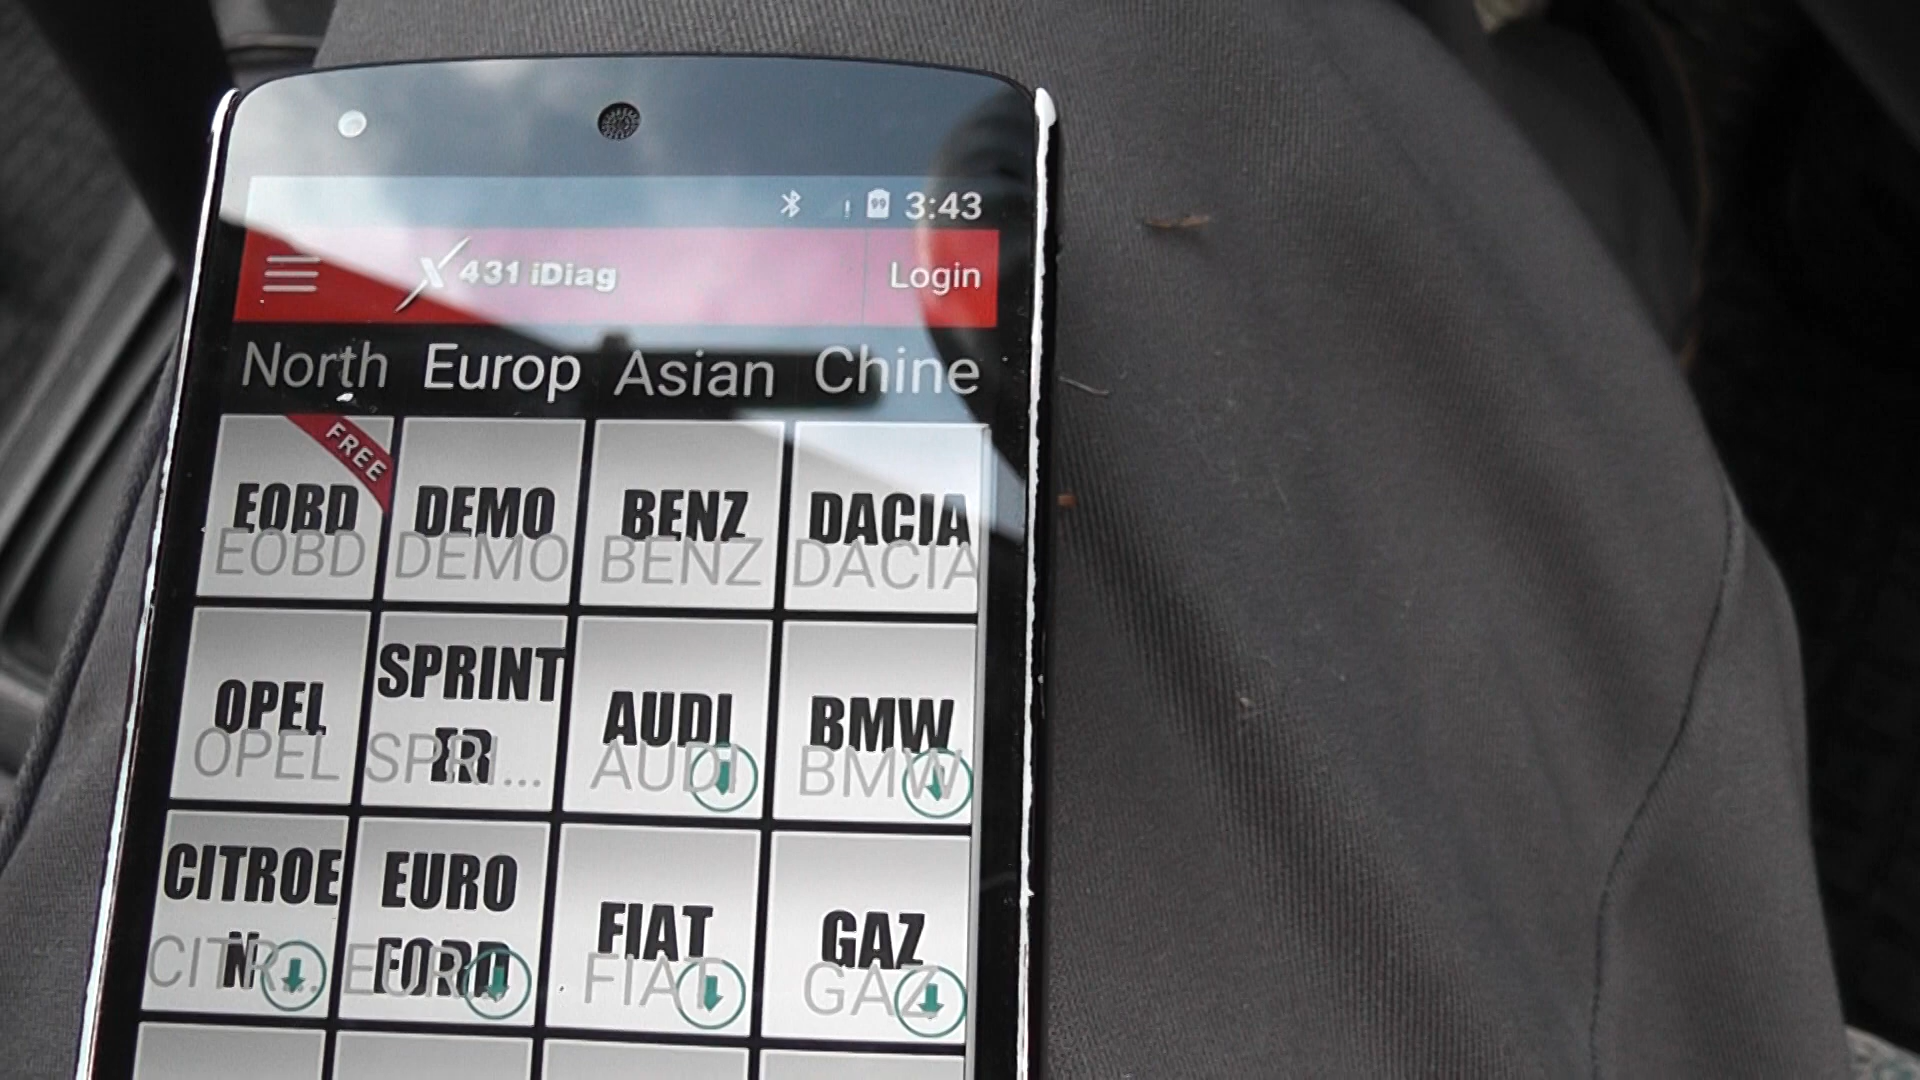 99 3:43
X 431 iDiag Login
North Europ Asian Chine
FREE
EOBD DEMO BENZ DACIA
EOBD DEMO BENZ DACIA
OPEL SPRINT AUDI BMW
ER
OPEL SPRI... AUDI BMW
CITROE EURO FIAT GAZ
N FORD
CITR... EUR... FIAT GAZ